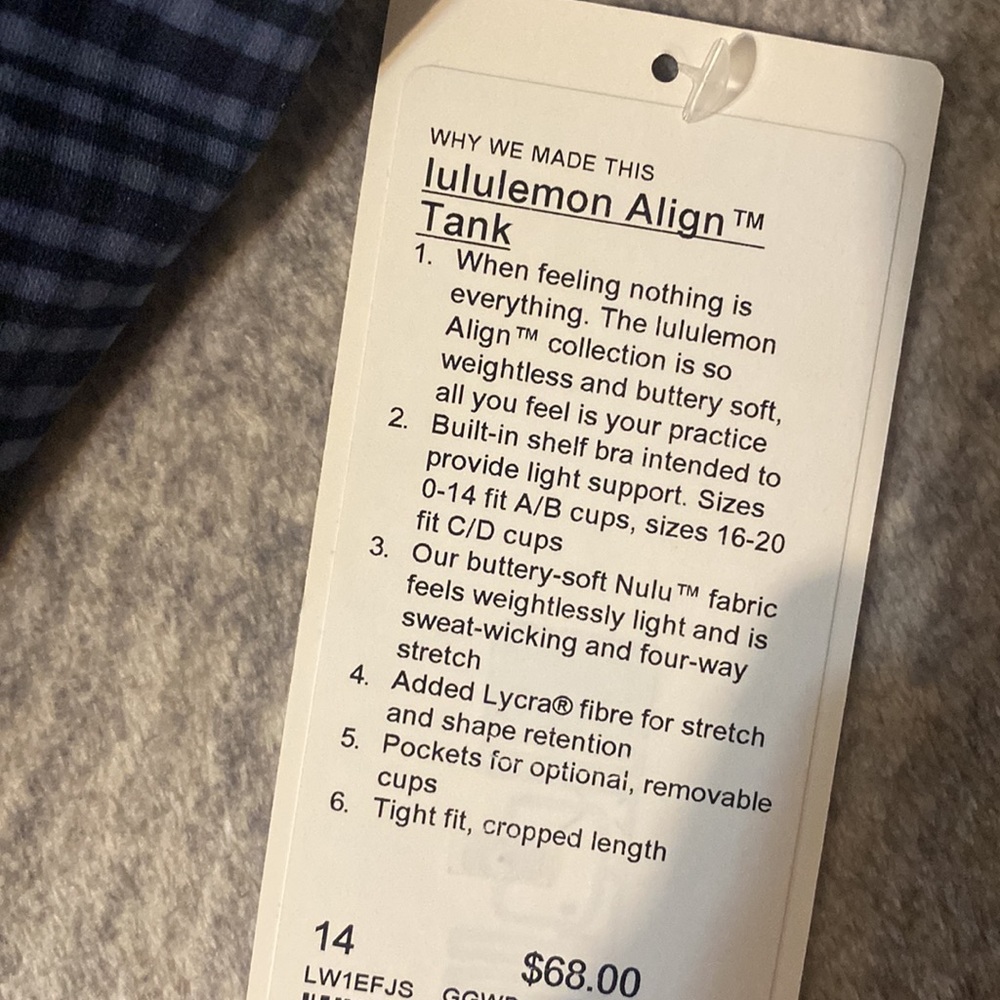 WHY WE MADE THIS
lululemon Align™
Tank
1. When feeling nothing is
everything. The lululemon
Align™ collection is so
weightless and buttery soft,
all you feel is your practice
2. Built-in shelf bra intended to
provide light support. Sizes
0-14 fit A/B cups, sizes 16-20
fit C/D cups
3. Our buttery-soft Nulu™ fabric
feels weightlessly light and is
sweat-wicking and four-way
stretch
4. Added Lycra® fibre for stretch
and shape retention
5. Pockets for optional, removable
cups
6. Tight fit, cropped length
14 $68.00
LW1EFJS